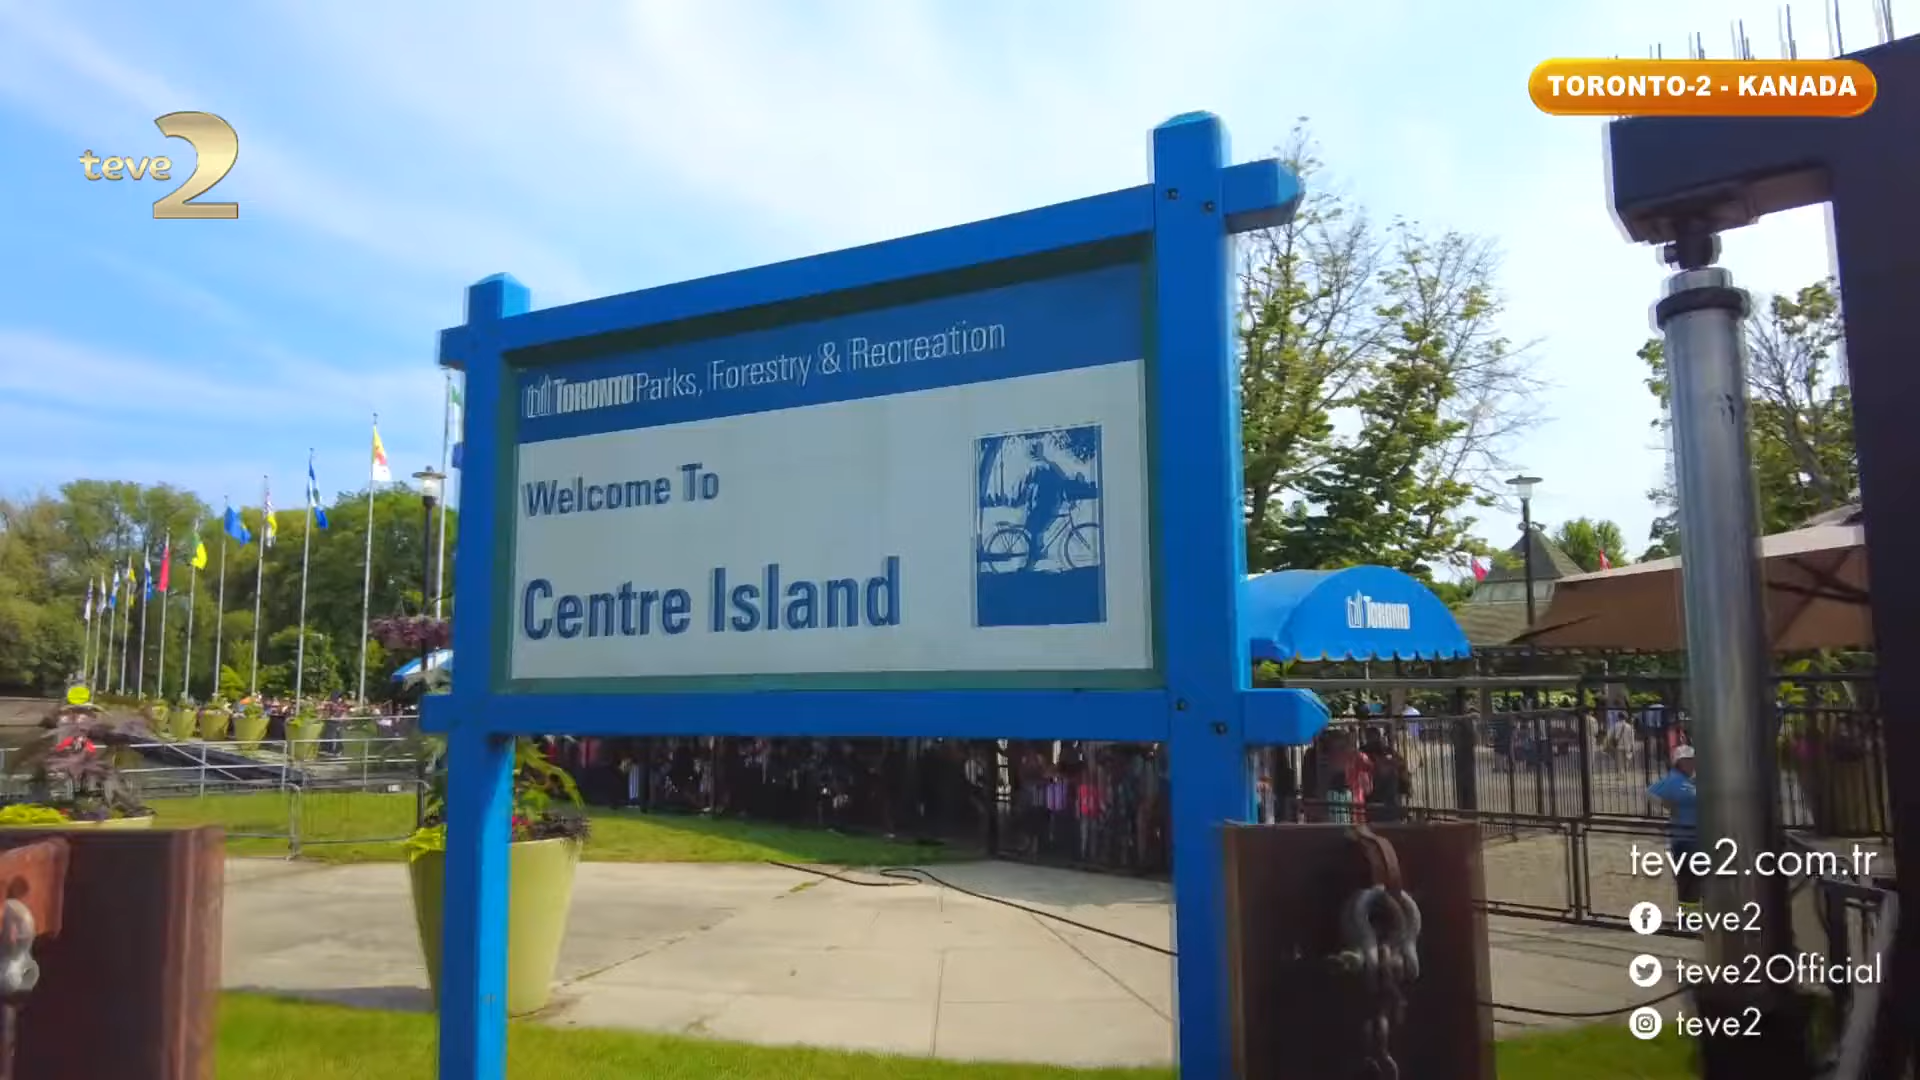 teve2
TORONTO-2 - KANADA
TORONTO Parks, Forestry & Recreation
Welcome To
Centre Island
TORONTO
teve2.com.tr
teve2
teve2Official
teve2